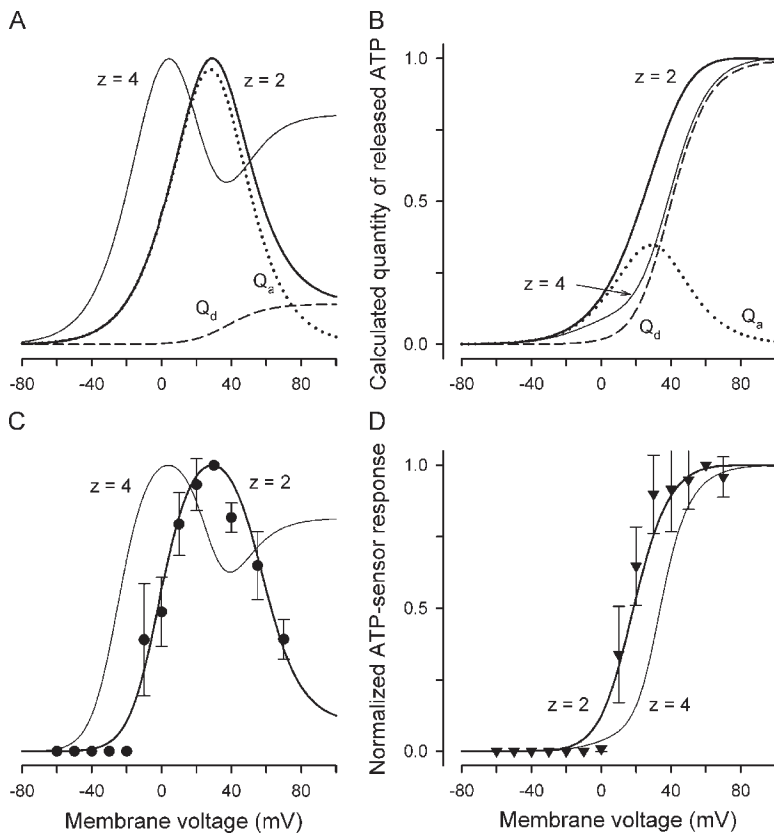 A
z = 4
z = 2
Q_a
Q_d
-80 -40 0 40 80
B
Calculated quantity of released ATP
1.0
0.5
0.0
z = 2
z = 4
Q_d
Q_a
-80 -40 0 40 80
C
z = 4
z = 2
-80 -40 0 40 80
Membrane voltage (mV)
D
Normalized ATP-sensor response
1.0
0.5
0.0
z = 2
z = 4
-80 -40 0 40 80
Membrane voltage (mV)